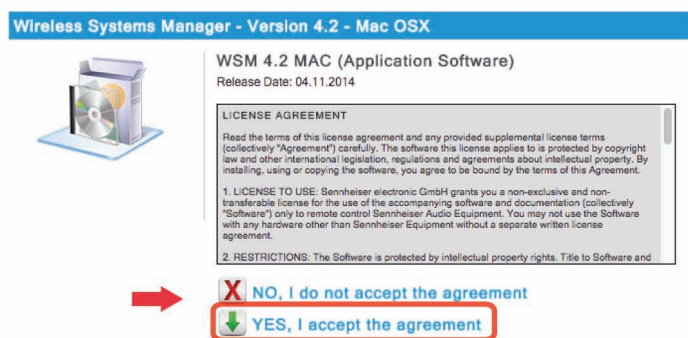 Wireless Systems Manager - Version 4.2 - Mac OSX
WSM 4.2 MAC (Application Software)
Release Date: 04.11.2014
LICENSE AGREEMENT
Read the terms of this license agreement and any provided supplemental license terms
(collectively "Agreement") carefully. The software this license applies to is protected by copyright
law and other international legislation, regulations and agreements about intellectual property. By
installing, using or copying the software, you agree to be bound by the terms of this Agreement.
1. LICENSE TO USE: Sennheiser electronic GmbH grants you a non-exclusive and non-
transferable license for the use of the accompanying software and documentation (collectively
"Software") only to remote control Sennheiser Audio Equipment. You may not use the Software
with any hardware other than Sennheiser Equipment without a separate written license
agreement.
2. RESTRICTIONS: The Software is protected by intellectual property rights. Title to Software and
NO, I do not accept the agreement
YES, I accept the agreement